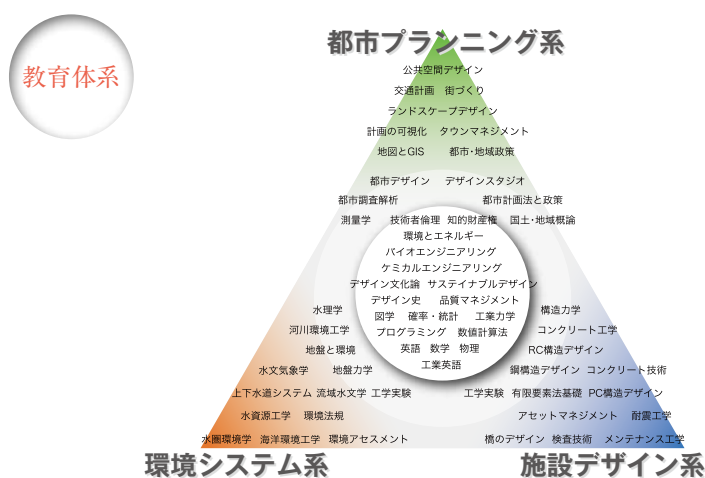 教育体系
都市プランニング系
公共空間デザイン
交通計画 街づくり
ランドスケープデザイン
計画の可視化 タウンマネジメント
地図とGIS 都市・地域政策
都市デザイン デザインスタジオ
都市調査解析 都市計画法と政策
測量学 技術者倫理 知的財産権 国土・地域概論
環境とエネルギー
バイオエンジニアリング
ケミカルエンジニアリング
デザイン文化論 サステイナブルデザイン
デザイン史 品質マネジメント
水理学 図学 確率・統計 工業力学 構造力学
河川環境工学 プログラミング 数値計算法 コンクリート工学
地盤と環境 英語 数学 物理 RC構造デザイン
水文気象学 地盤力学 工業英語 鋼構造デザイン コンクリート技術
上下水道システム 流域水文学 工学実験 工学実験 有限要素法基礎 PC構造デザイン
水資源工学 環境法規 アセットマネジメント 耐震工学
水圏環境学 海洋環境工学 環境アセスメント 橋のデザイン 検査技術 メンテナンス工学
環境システム系 施設デザイン系